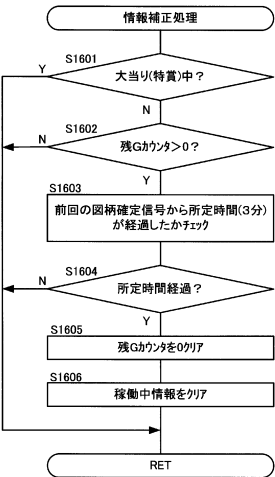 情報補正処理
S1601
Y
大当り(特賞)中？
N
S1602
N
残Gカウンタ>0？
Y
S1603
前回の図柄確定信号から所定時間(3分)
が経過したかチェック
S1604
N
所定時間経過？
Y
S1605
残Gカウンタを0クリア
S1606
稼働中情報をクリア
RET